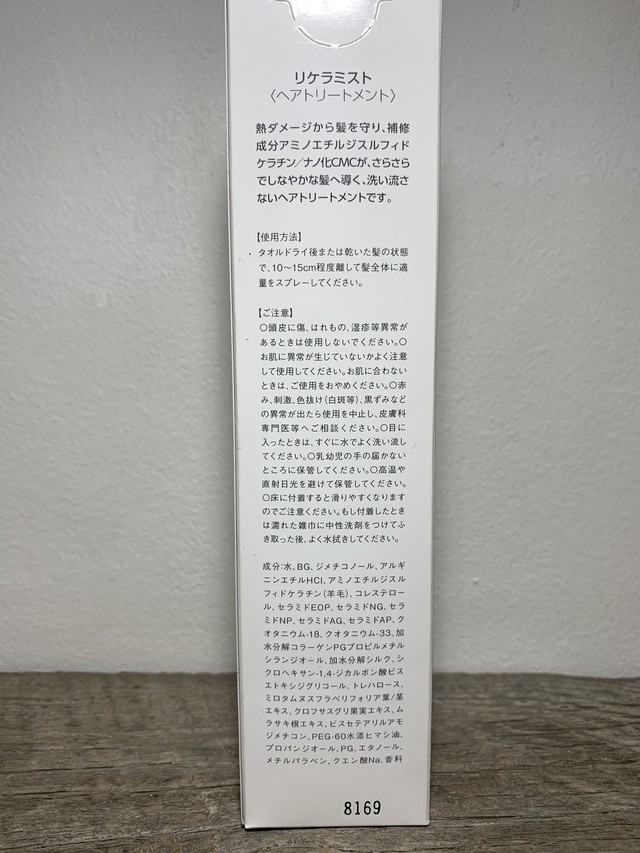 リケラミスト
〈ヘアトリートメント〉
熱ダメージから髪を守り、補修
成分アミノエチルジスルフィド
ケラチン/ナノ化CMCが、さらさら
でしなやかな髪へ導く、洗い流さ
ないヘアトリートメントです。
【使用方法】
タオルドライ後または乾いた髪の状態
で、10〜15cm程度離して髪全体に適
量をスプレーしてください。
【ご注意】
〇頭皮に傷、はれもの、湿疹等異常が
あるときは使用しないでください。〇
お肌に異常が生じていないかよく注意
して使用してください。お肌に合わない
ときは、ご使用をおやめください。〇赤
み、刺激、色抜け(白斑等)、黒ずみなど
の異常が出たら使用を中止し、皮膚科
専門医等へご相談ください。〇目に
入ったときは、すぐに水でよく洗い流し
てください。〇乳幼児の手の届かない
ところに保管してください。〇高温や
直射日光を避けて保管してください。
〇床に付着すると滑りやすくなります
のでご注意ください。もし付着したとき
は濡れた雑巾に中性洗剤をつけてふ
き取った後、よく水拭きしてください。
成分:水、BG、ジメチコノール、アルギ
ニンエチルHCl、アミノエチルジスル
フィドケラチン(羊毛)、コレステロー
ル、セラミドEOP、セラミドNG、セラ
ミドNP、セラミドAG、セラミドAP、ク
オタニウム-18、クオタニウム-33、加
水分解コラーゲンPGプロピルメチル
シランジオール、加水分解シルク、シ
クロヘキサン-1,4-ジカルボン酸ビス
エトキシジグリコール、トレハロース、
ミロタムヌスフラベリフォリア葉/茎
エキス、クロフサスグリ果実エキス、ム
ラサキ根エキス、ビスセテアリルアモ
ジメチコン、PEG-60水添ヒマシ油、
プロパンジオール、PG、エタノール、
メチルパラベン、クエン酸Na、香料
8169